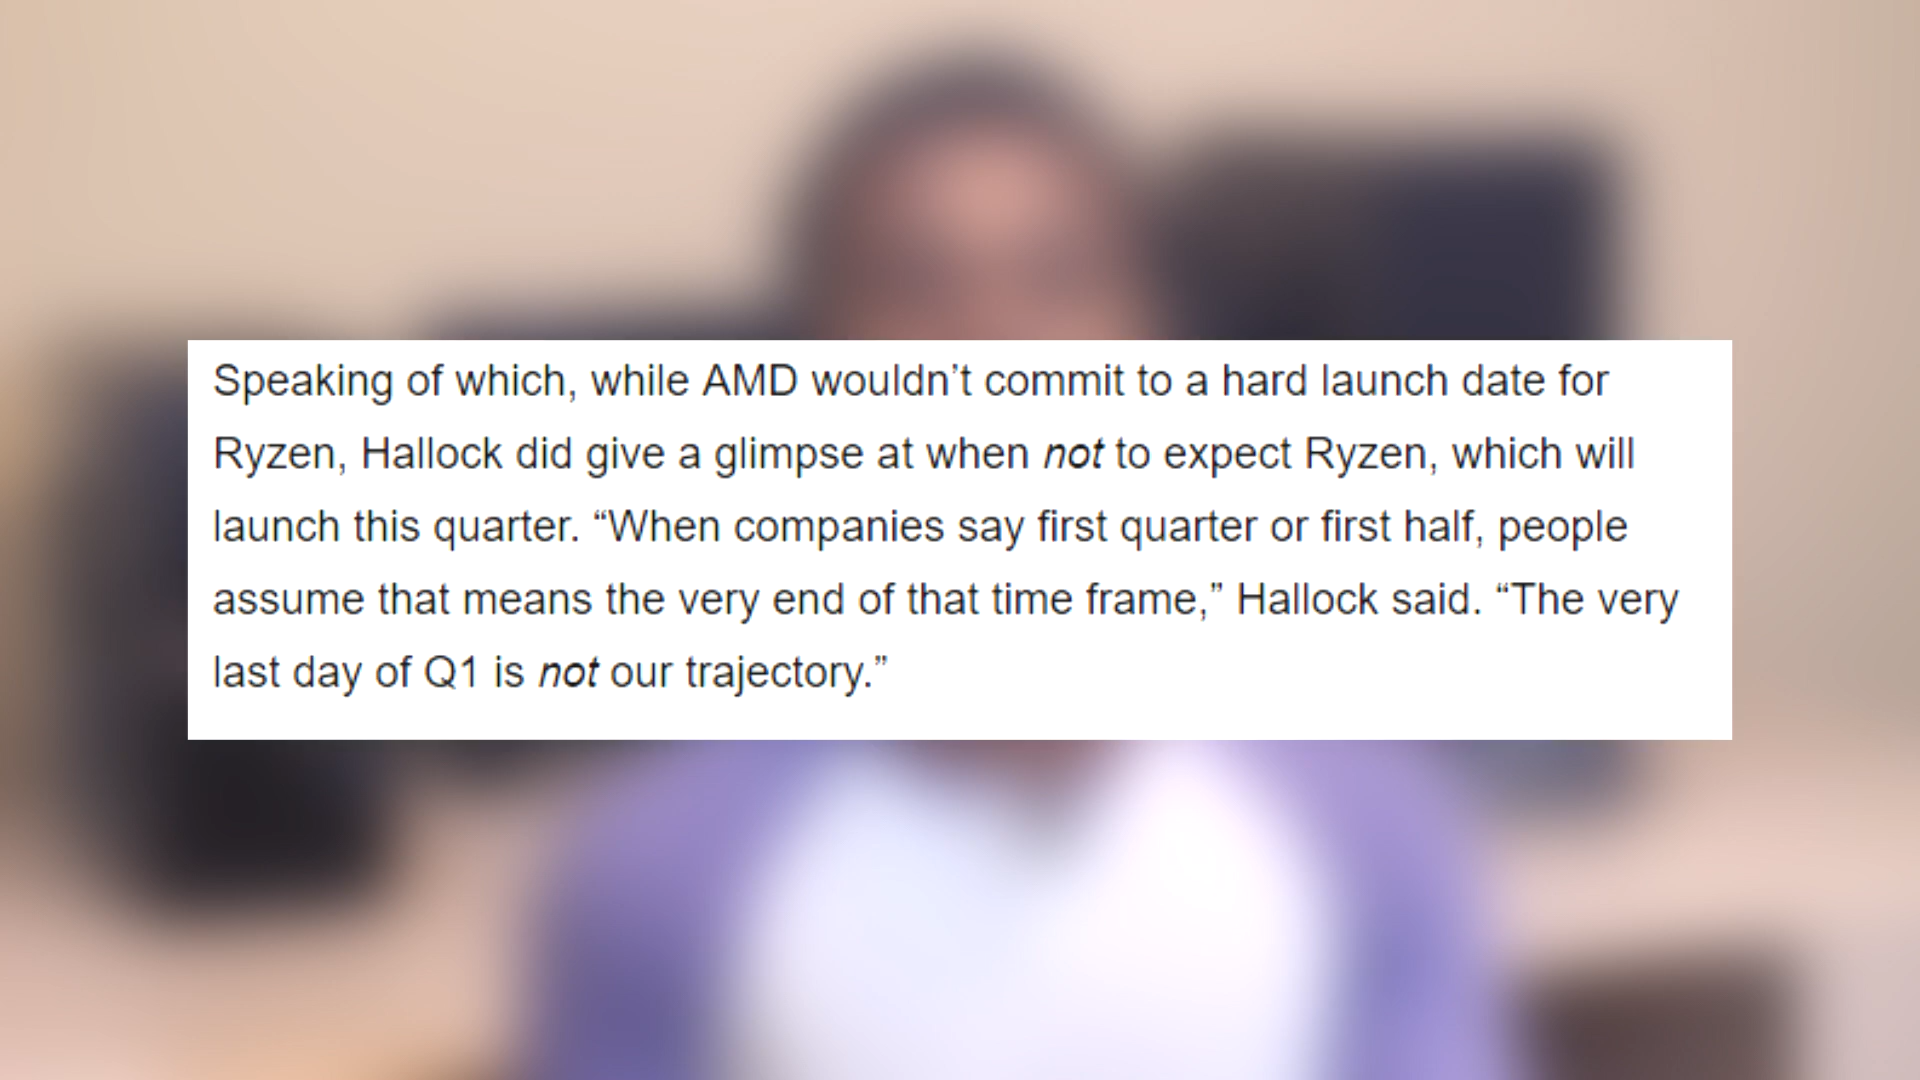 Speaking of which, while AMD wouldn’t commit to a hard launch date for
Ryzen, Hallock did give a glimpse at when not to expect Ryzen, which will
launch this quarter. “When companies say first quarter or first half, people
assume that means the very end of that time frame,” Hallock said. “The very
last day of Q1 is not our trajectory.”